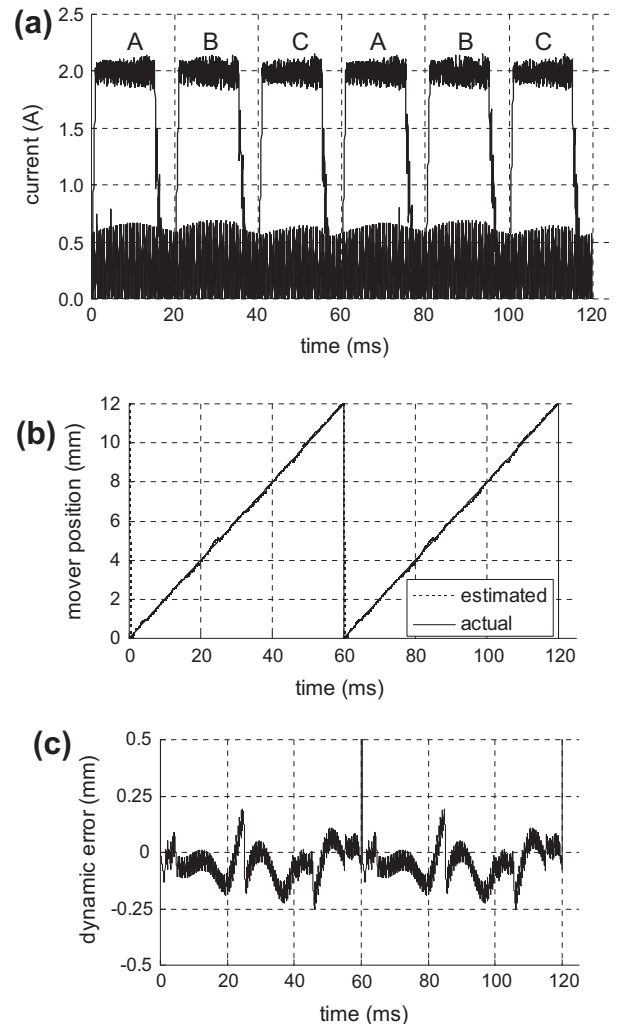 (a)
current (A)
2.5
2.0
1.5
1.0
0.5
0.0
A B C A B C
0 20 40 60 80 100 120
time (ms)
(b)
mover position (mm)
12
10
8
6
4
2
0
estimated
actual
0 20 40 60 80 100 120
time (ms)
(c)
dynamic error (mm)
0.5
0.25
0
-0.25
-0.5
0 20 40 60 80 100 120
time (ms)